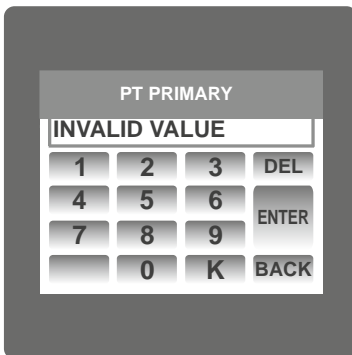 PT PRIMARY
INVALID VALUE
1 2 3 DEL
4 5 6 ENTER
7 8 9
0 K BACK